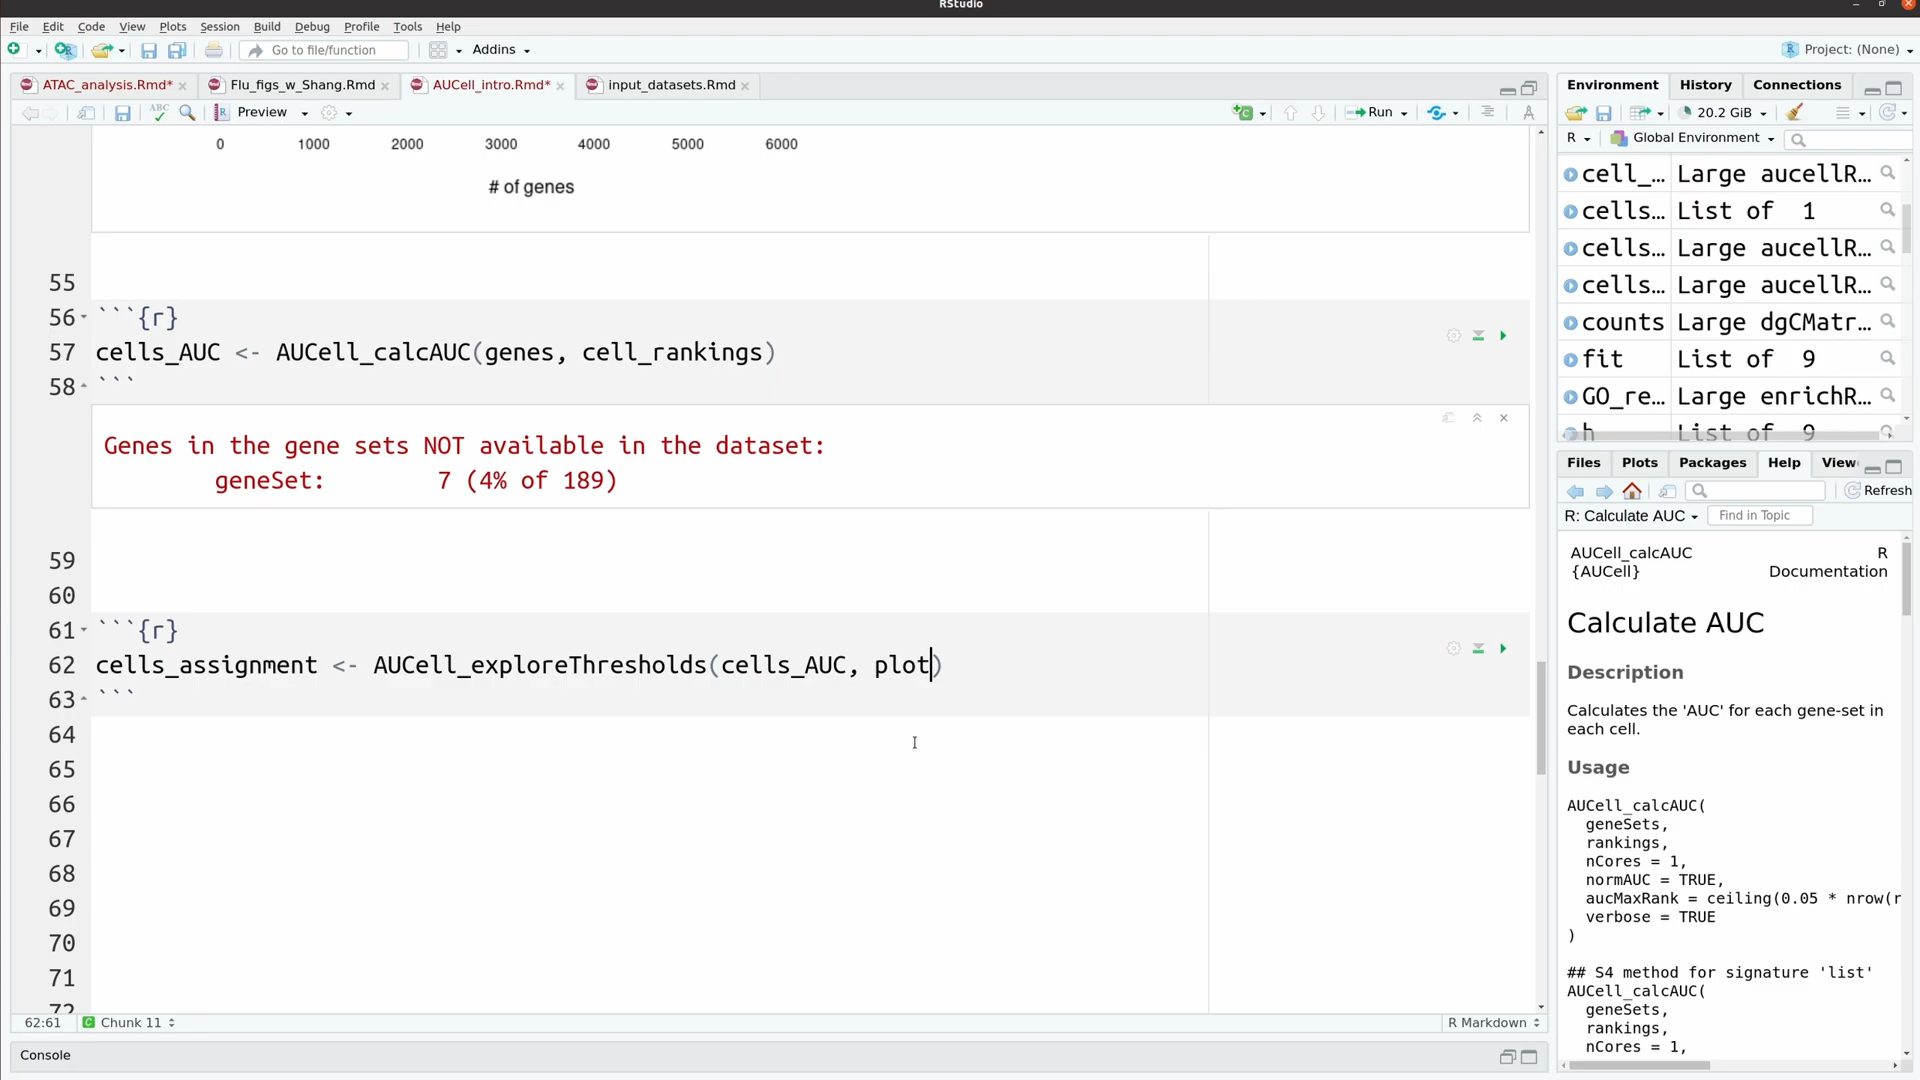 RStudio
File Edit Code View Plots Session Build Debug Profile Tools Help
Go to file/function Addins Project: (None)
ATAC_analysis.Rmd* Flu_figs_w_Shang.Rmd AUCell_intro.Rmd* input_datasets.Rmd
Preview Run
0 1000 2000 3000 4000 5000 6000
# of genes
55
56 ```{r}
57 cells_AUC <- AUCell_calcAUC(genes, cell_rankings)
58 ```
Genes in the gene sets NOT available in the dataset:
geneSet: 7 (4% of 189)
59
60
61 ```{r}
62 cells_assignment <- AUCell_exploreThresholds(cells_AUC, plot)
63 ```
64
65
66
67
68
69
70
71
72
62:61 Chunk 11 R Markdown
Console
Environment History Connections
20.2 GiB
R Global Environment
cell_… Large aucellR…
cells… List of 1
cells… Large aucellR…
cells… Large aucellR…
counts Large dgCMatr…
fit List of 9
GO_re… Large enrichR…
h List of 9
Files Plots Packages Help View
Refresh
R: Calculate AUC Find in Topic
AUCell_calcAUC R
{AUCell} Documentation
Calculate AUC
Description
Calculates the 'AUC' for each gene-set in
each cell.
Usage
AUCell_calcAUC(
geneSets,
rankings,
nCores = 1,
normAUC = TRUE,
aucMaxRank = ceiling(0.05 * nrow(r
verbose = TRUE
)
## S4 method for signature 'list'
AUCell_calcAUC(
geneSets,
rankings,
nCores = 1,